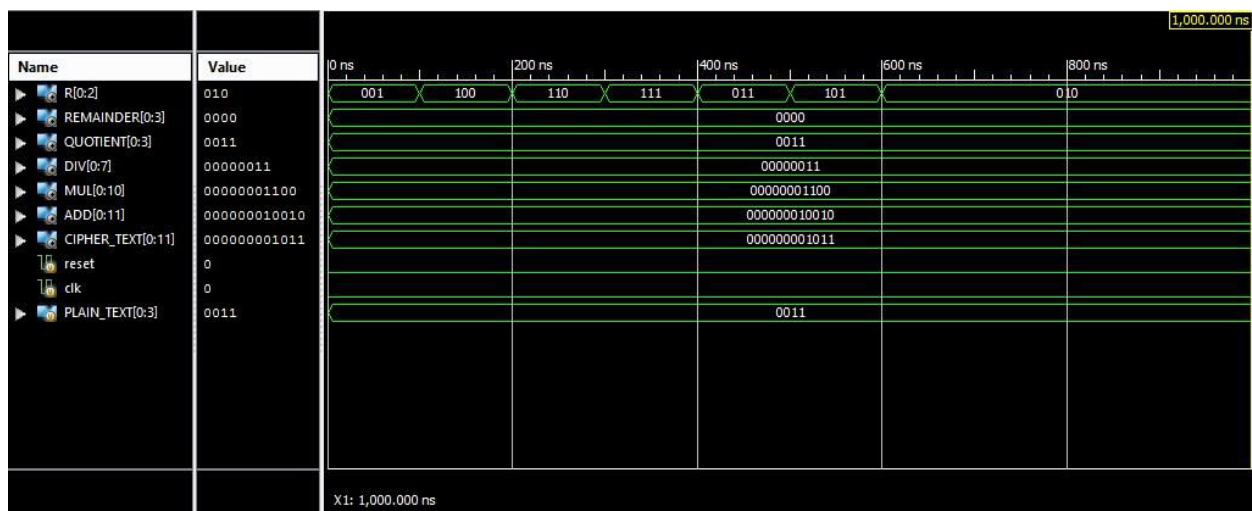 1,000.000 ns
Name Value 0 ns 200 ns 400 ns 600 ns 800 ns
R[0:2] 010 001 100 110 111 011 101 010
REMAINDER[0:3] 0000 0000
QUOTIENT[0:3] 0011 0011
DIV[0:7] 00000011 00000011
MUL[0:10] 00000001100 00000001100
ADD[0:11] 000000010010 000000010010
CIPHER_TEXT[0:11] 000000001011 000000001011
reset 0
clk 0
PLAIN_TEXT[0:3] 0011 0011
X1: 1,000.000 ns